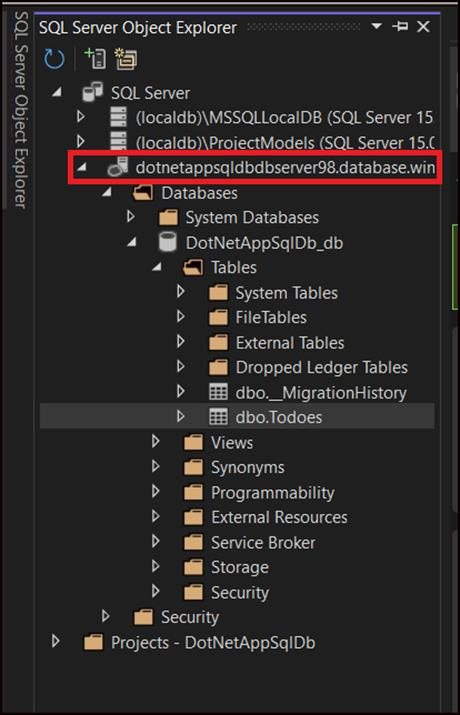 SQL Server Object Explorer
SQL Server Object Explorer
SQL Server
(localdb)\MSSQLLocalDB (SQL Server 15.
(localdb)\ProjectModels (SQL Server 15.0
dotnetappsqldbdbserver98.database.win
Databases
System Databases
DotNetAppSqlDb_db
Tables
System Tables
FileTables
External Tables
Dropped Ledger Tables
dbo.__MigrationHistory
dbo.Todoes
Views
Synonyms
Programmability
External Resources
Service Broker
Storage
Security
Security
Projects - DotNetAppSqlDb